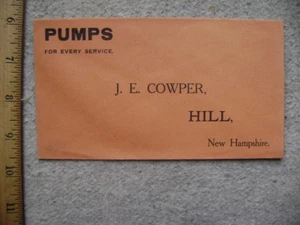 PUMPS
FOR EVERY SERVICE.
J. E. COWPER,
HILL,
New Hampshire.